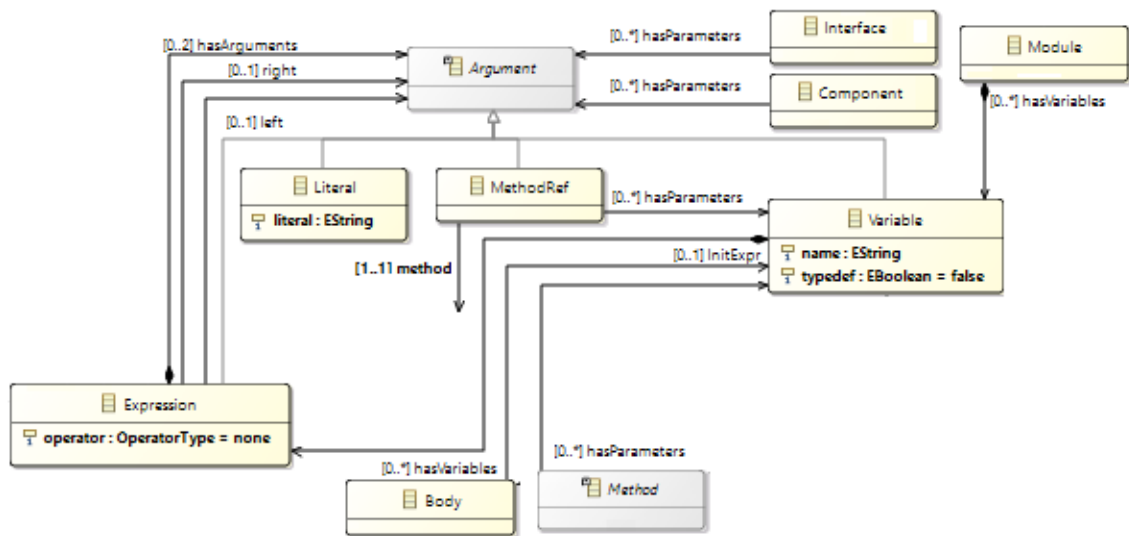 Interface
[0..2] hasArguments
[0..*] hasParameters
Module
Argument
[0..1] right
Component
[0..*] hasParameters
[0..*] hasVariables
[0..1] left
Literal
MethodRef
[0..*] hasParameters
literal : EString
Variable
[0..1] InitExpr
name : EString
[1..1] method
typedef : EBoolean = false
Expression
operator : OperatorType = none
[0..*] hasVariables
[0..*] hasParameters
Body
Method